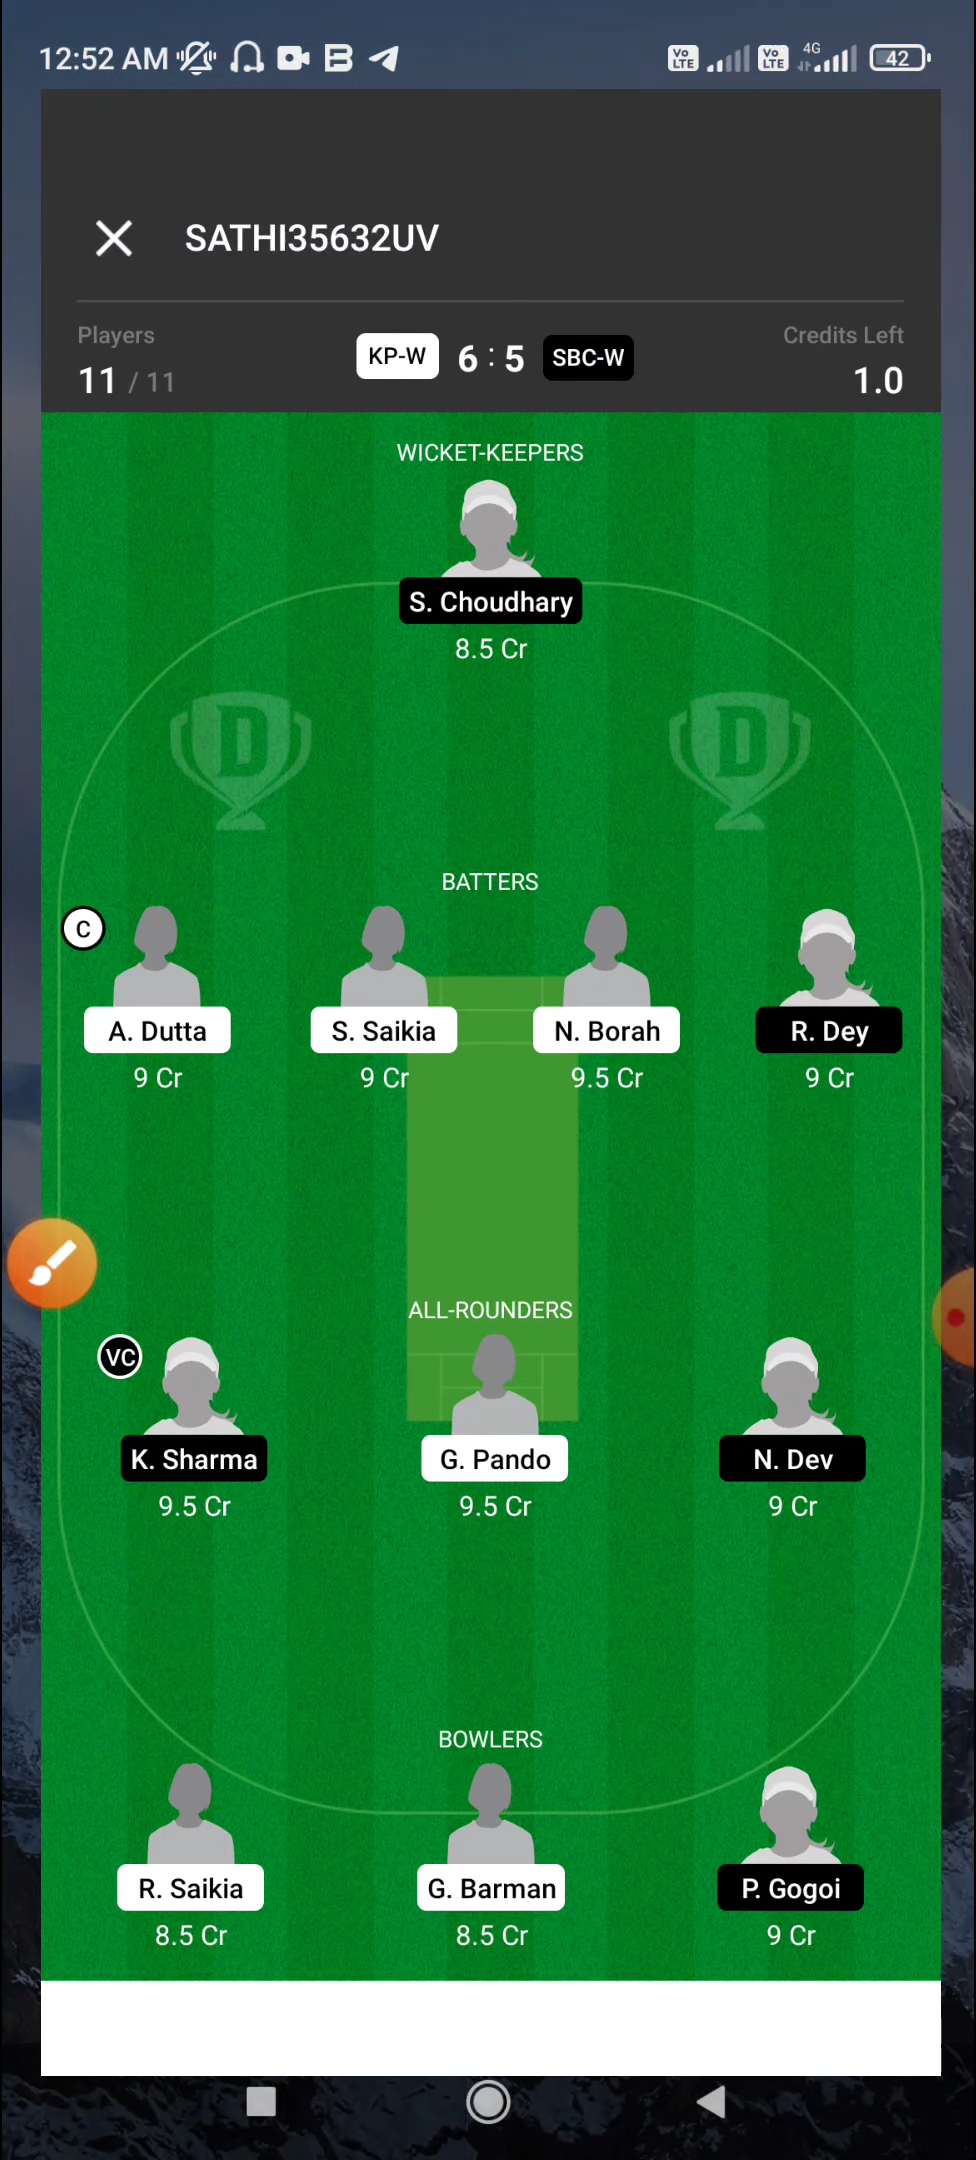 12:52 AM 4G 42
SATHI35632UV
Players KP-W 6 : 5 SBC-W Credits Left
11 / 11 1.0
WICKET-KEEPERS
S. Choudhary
8.5 Cr
D D
BATTERS
C
A. Dutta S. Saikia N. Borah R. Dey
9 Cr 9 Cr 9.5 Cr 9 Cr
ALL-ROUNDERS
VC
K. Sharma G. Pando N. Dev
9.5 Cr 9.5 Cr 9 Cr
BOWLERS
R. Saikia G. Barman P. Gogoi
8.5 Cr 8.5 Cr 9 Cr